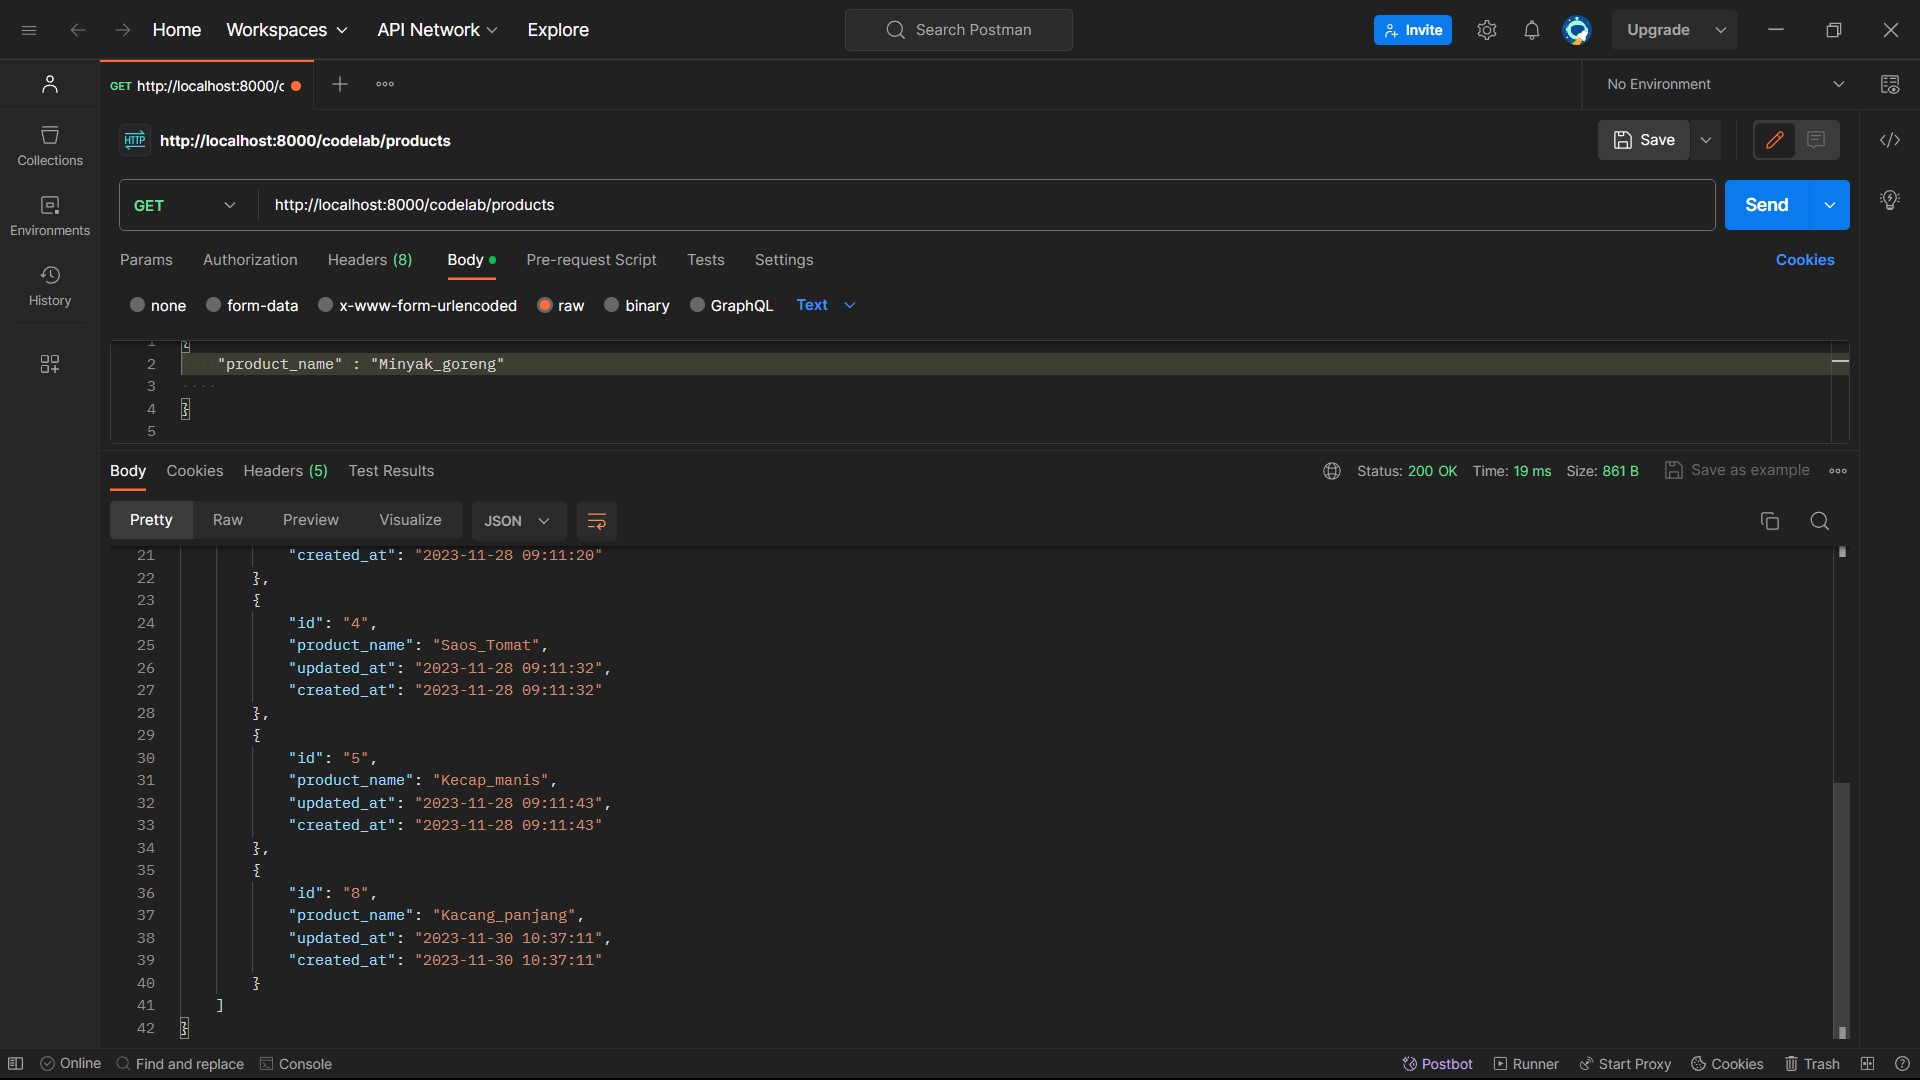 Home Workspaces API Network Explore Search Postman Invite Upgrade
GET http://localhost:8000/c No Environment
HTTP http://localhost:8000/codelab/products Save
GET http://localhost:8000/codelab/products Send
Collections
Environments
History
Params Authorization Headers (8) Body Pre-request Script Tests Settings Cookies
none form-data x-www-form-urlencoded raw binary GraphQL Text
1 {
2 "product_name" : "Minyak_goreng"
3
4 }
5
Body Cookies Headers (5) Test Results Status: 200 OK Time: 19 ms Size: 861 B Save as example
Pretty Raw Preview Visualize JSON
21 "created_at": "2023-11-28 09:11:20"
22 },
23 {
24 "id": "4",
25 "product_name": "Saos_Tomat",
26 "updated_at": "2023-11-28 09:11:32",
27 "created_at": "2023-11-28 09:11:32"
28 },
29 {
30 "id": "5",
31 "product_name": "Kecap_manis",
32 "updated_at": "2023-11-28 09:11:43",
33 "created_at": "2023-11-28 09:11:43"
34 },
35 {
36 "id": "8",
37 "product_name": "Kacang_panjang",
38 "updated_at": "2023-11-30 10:37:11",
39 "created_at": "2023-11-30 10:37:11"
40 }
41 ]
42 }
Online Find and replace Console Postbot Runner Start Proxy Cookies Trash